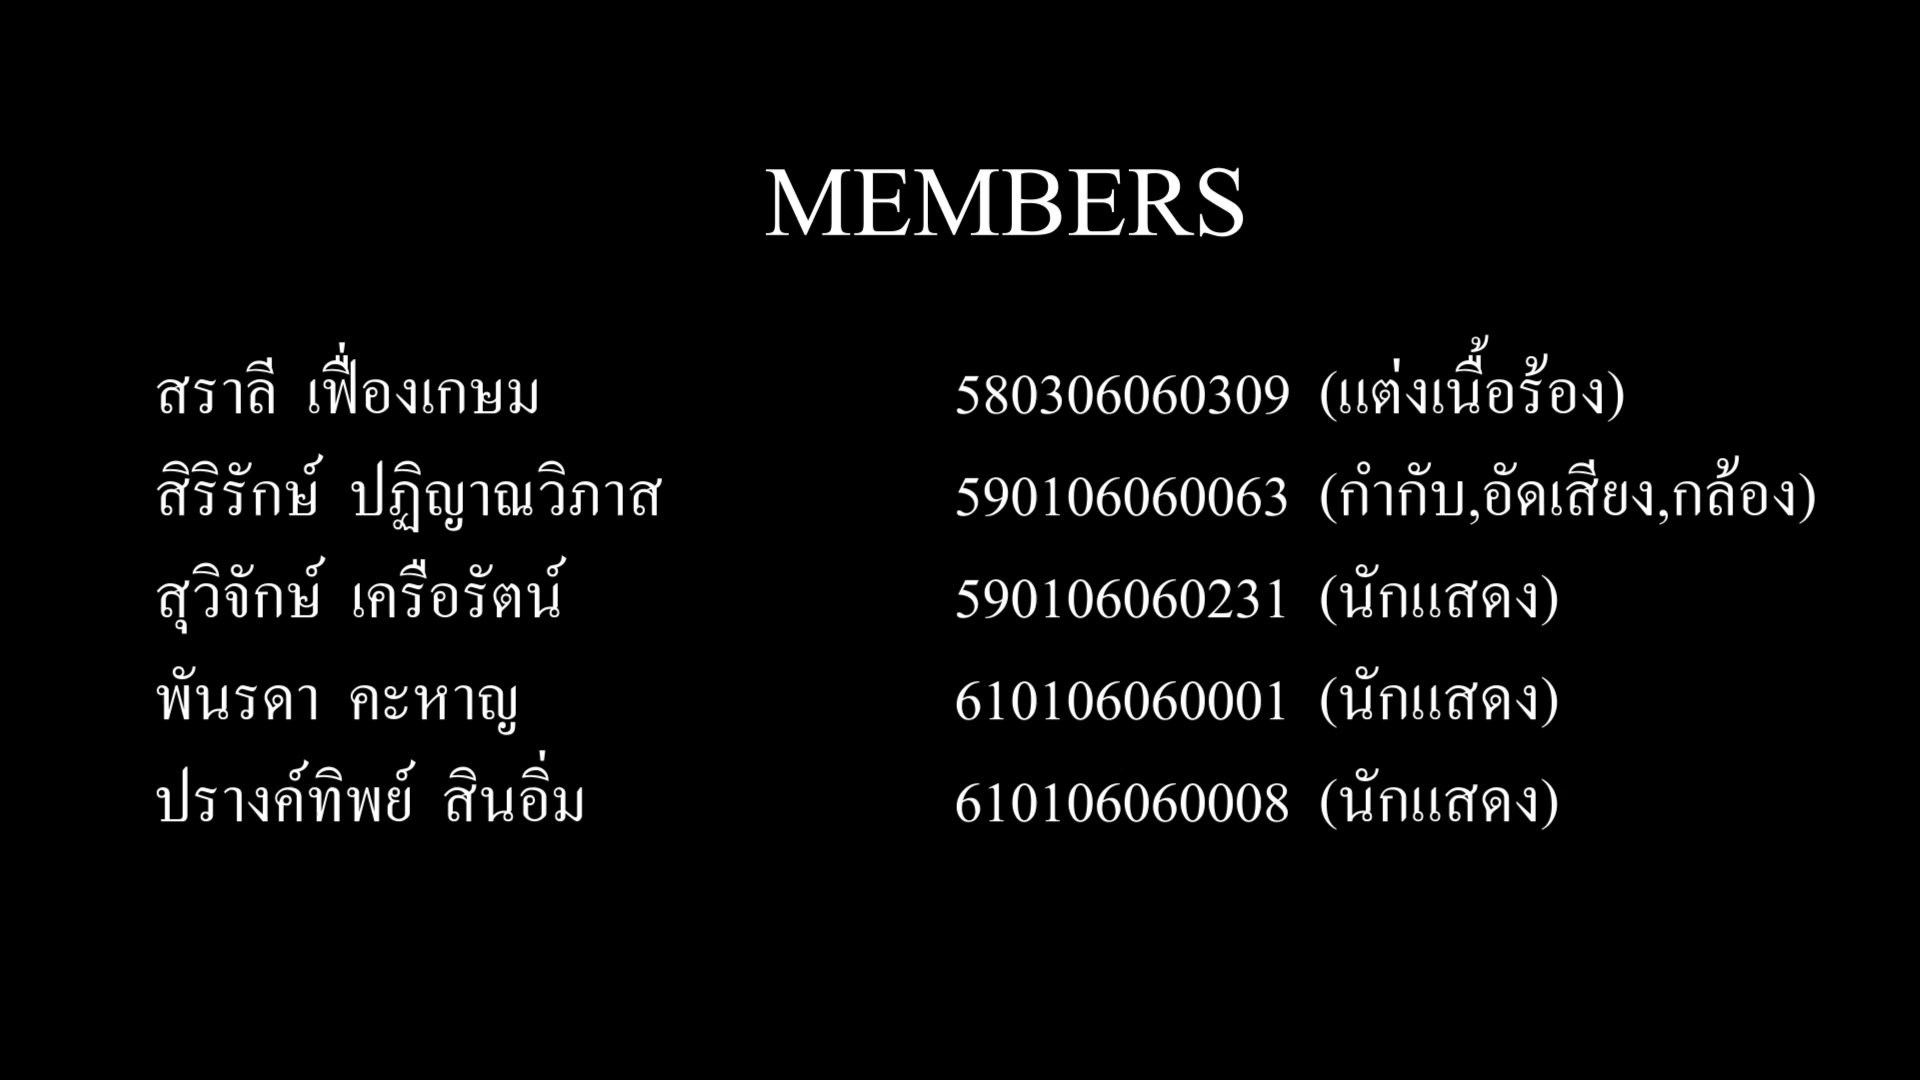 MEMBERS
สราลี เฟื่องเกษม 580306060309 (แต่งเนื้อร้อง)
สิริรักษ์ ปฏิญาณวิภาส 590106060063 (กำกับ,อัดเสียง,กล้อง)
สุวิจักษ์ เครือรัตน์ 590106060231 (นักแสดง)
พันรดา คะหาญ 610106060001 (นักแสดง)
ปรางค์ทิพย์ สินอิ่ม 610106060008 (นักแสดง)